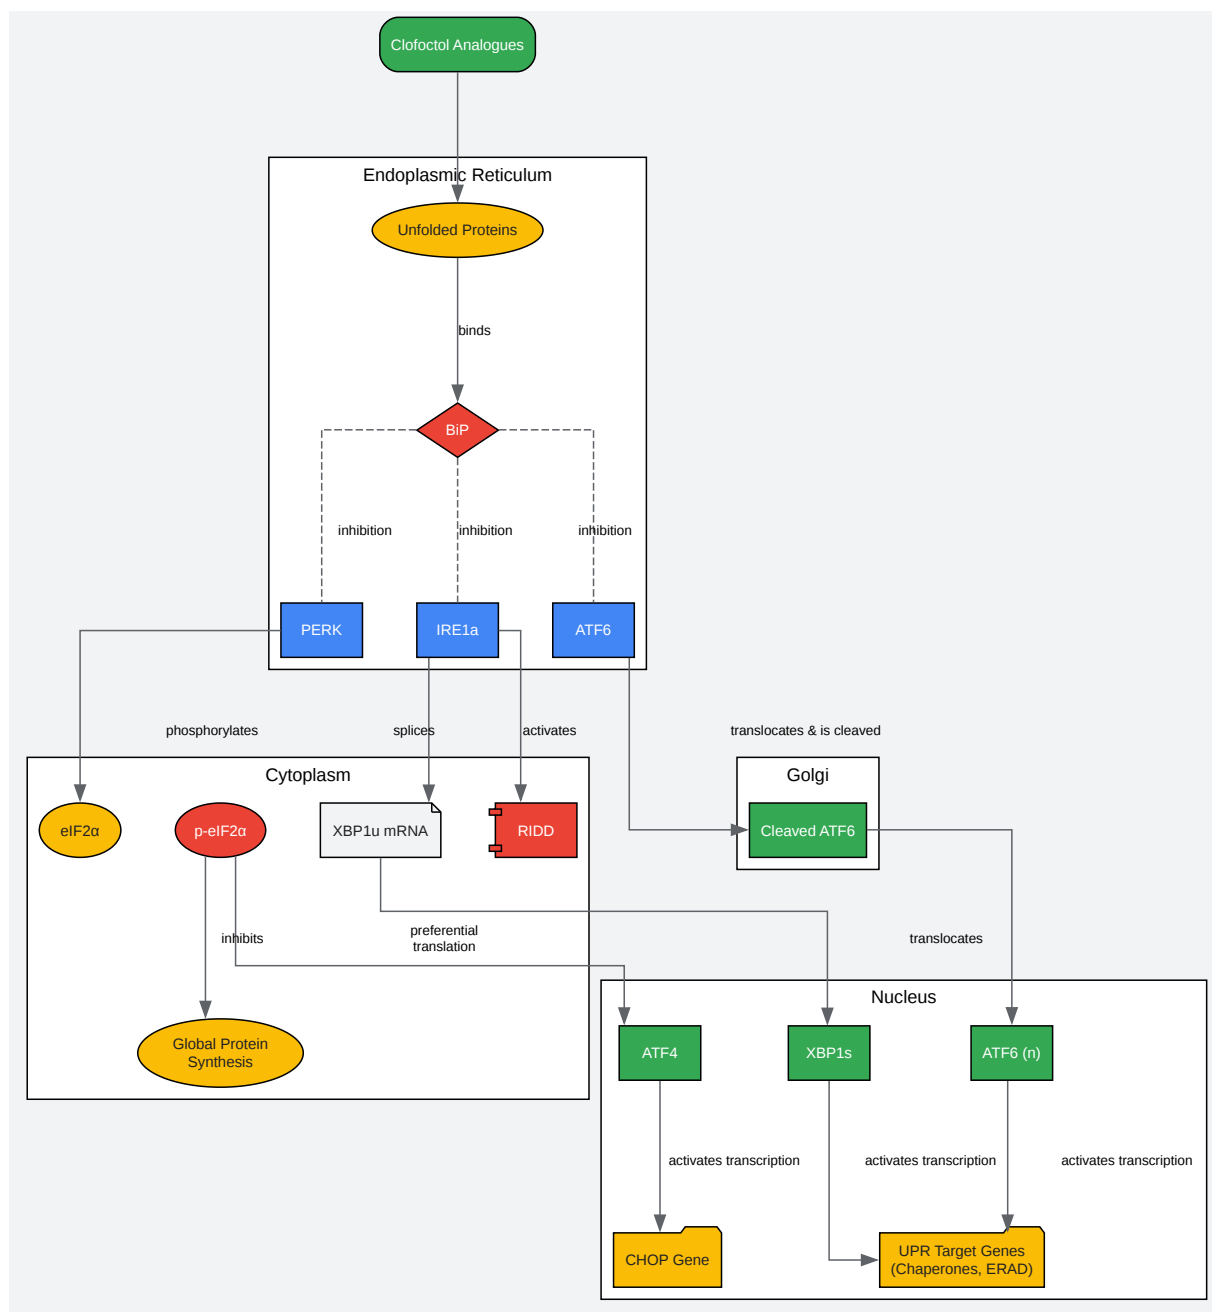 Clofoctol Analogues
Endoplasmic Reticulum
Unfolded Proteins
binds
BiP
inhibition
inhibition
inhibition
PERK
IRE1a
ATF6
phosphorylates
splices
activates
translocates & is cleaved
Cytoplasm
Golgi
eIF2α
p-eIF2α
XBP1u mRNA
RIDD
Cleaved ATF6
inhibits
preferential
translation
translocates
Nucleus
Global Protein
Synthesis
ATF4
XBP1s
ATF6 (n)
activates transcription
activates transcription
activates transcription
CHOP Gene
UPR Target Genes
(Chaperones, ERAD)